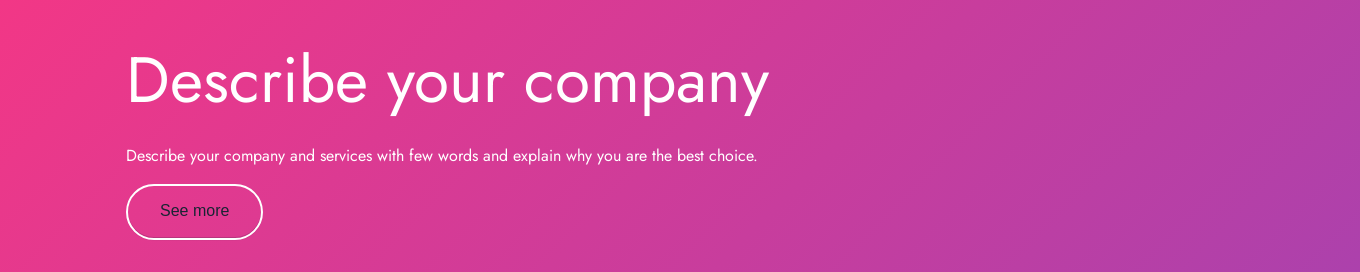 Describe your company
Describe your company and services with few words and explain why you are the best choice.
See more